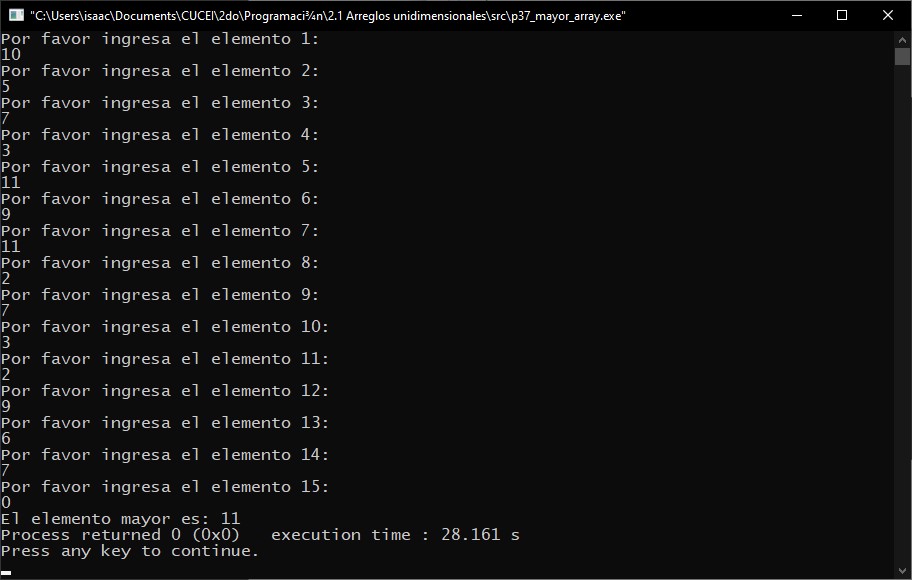 "C:\Users\isaac\Documents\CUCEI\2do\Programaci¾n\2.1 Arreglos unidimensionales\src\p37_mayor_array.exe"
Por favor ingresa el elemento 1:
10
Por favor ingresa el elemento 2:
5
Por favor ingresa el elemento 3:
7
Por favor ingresa el elemento 4:
3
Por favor ingresa el elemento 5:
11
Por favor ingresa el elemento 6:
9
Por favor ingresa el elemento 7:
11
Por favor ingresa el elemento 8:
2
Por favor ingresa el elemento 9:
7
Por favor ingresa el elemento 10:
3
Por favor ingresa el elemento 11:
2
Por favor ingresa el elemento 12:
9
Por favor ingresa el elemento 13:
6
Por favor ingresa el elemento 14:
7
Por favor ingresa el elemento 15:
0
El elemento mayor es: 11
Process returned 0 (0x0)   execution time : 28.161 s
Press any key to continue.